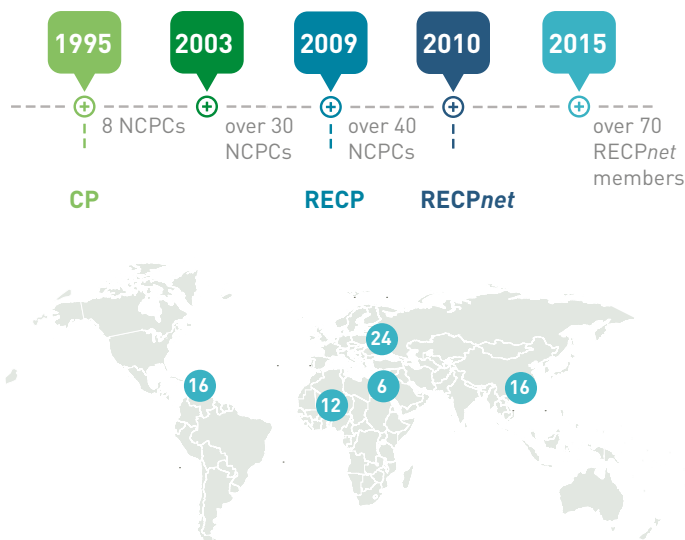 1995
2003
2009
2010
2015
8 NCPCs
over 30
NCPCs
over 40
NCPCs
over 70
RECPnet
members
CP
RECP
RECPnet
24
16
6
16
12